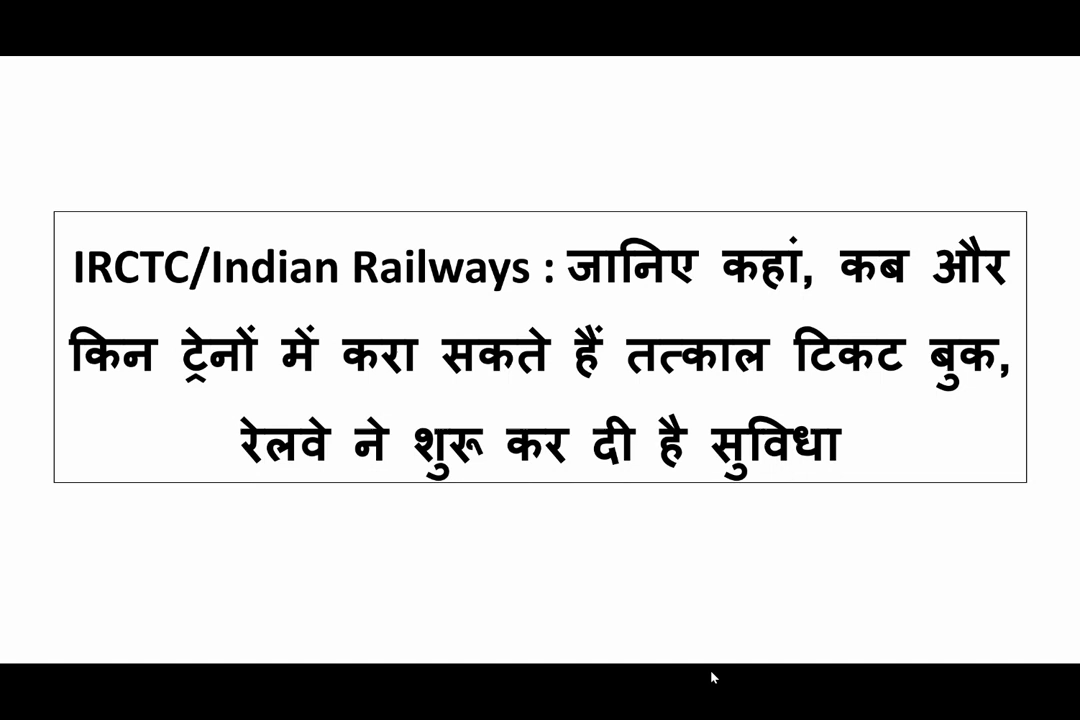 IRCTC/Indian Railways : जानिए कहां, कब और
किन ट्रेनों में करा सकते हैं तत्काल टिकट बुक,
रेलवे ने शुरू कर दी है सुविधा